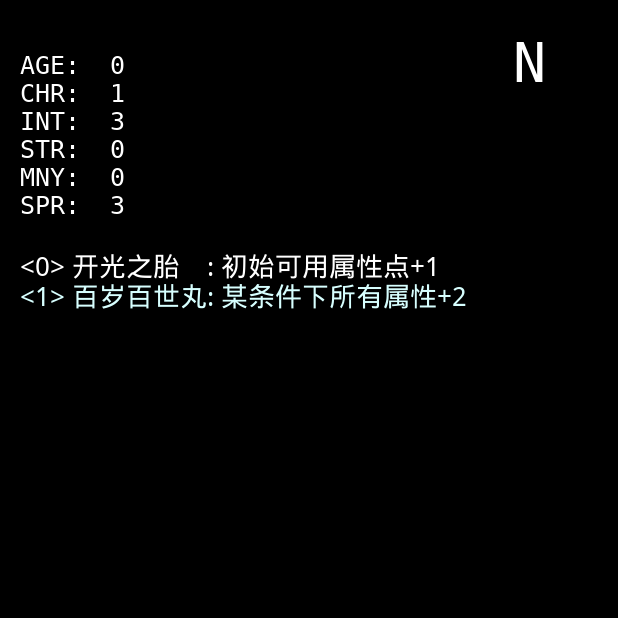 N
AGE: 0
CHR: 1
INT: 3
STR: 0
MNY: 0
SPR: 3
<0> 开光之胎 : 初始可用属性点+1
<1> 百岁百世丸: 某条件下所有属性+2